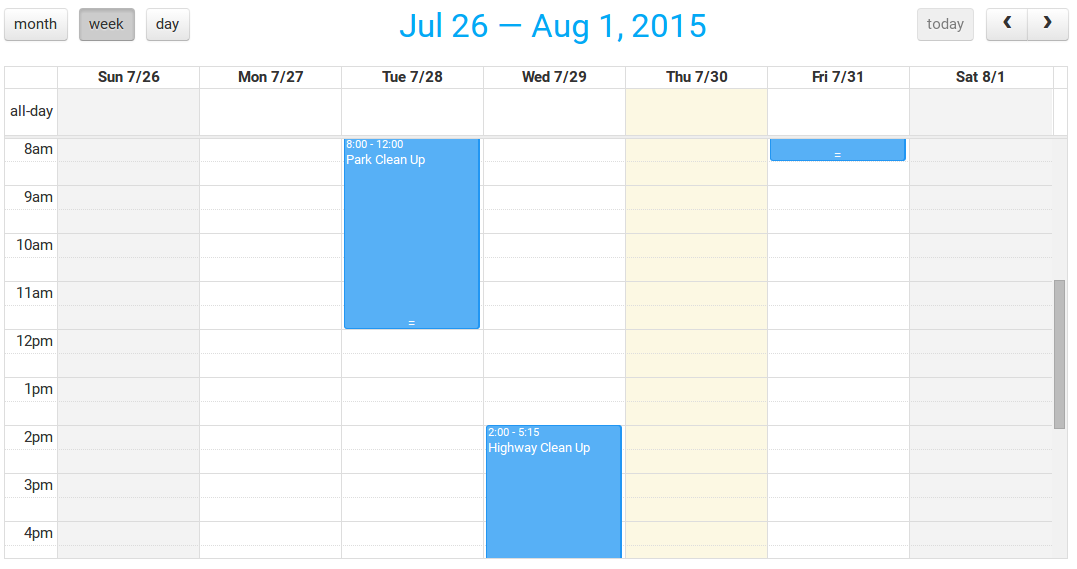 month week day
Jul 26 — Aug 1, 2015
today
Sun 7/26 Mon 7/27 Tue 7/28 Wed 7/29 Thu 7/30 Fri 7/31 Sat 8/1
all-day
8am
8:00 - 12:00
Park Clean Up
9am
10am
11am
12pm
1pm
2pm
2:00 - 5:15
Highway Clean Up
3pm
4pm